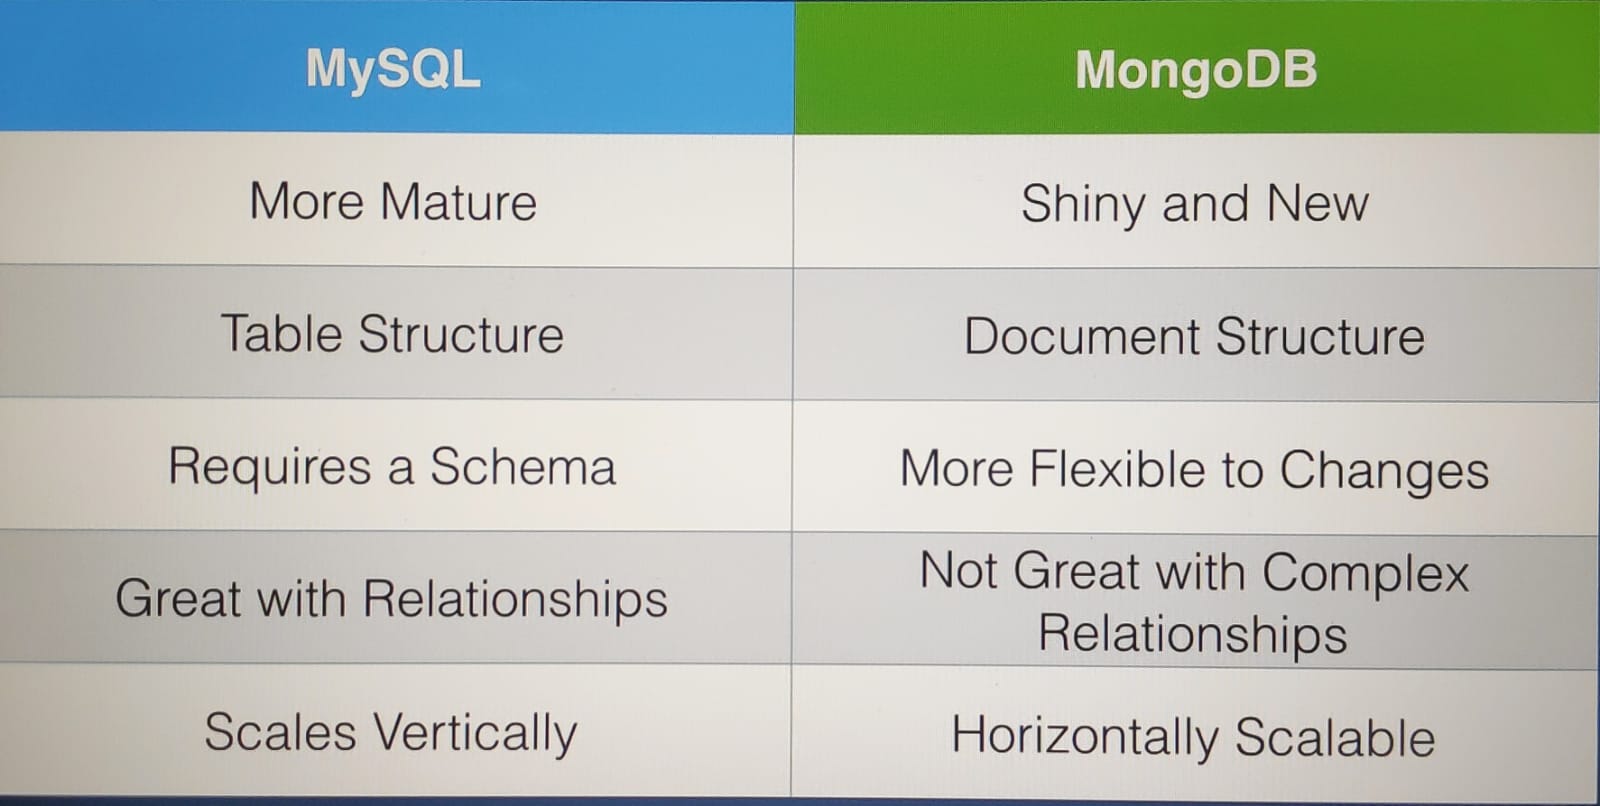 MySQL
MongoDB
More Mature
Shiny and New
Table Structure
Document Structure
Requires a Schema
More Flexible to Changes
Great with Relationships
Not Great with Complex
Relationships
Scales Vertically
Horizontally Scalable